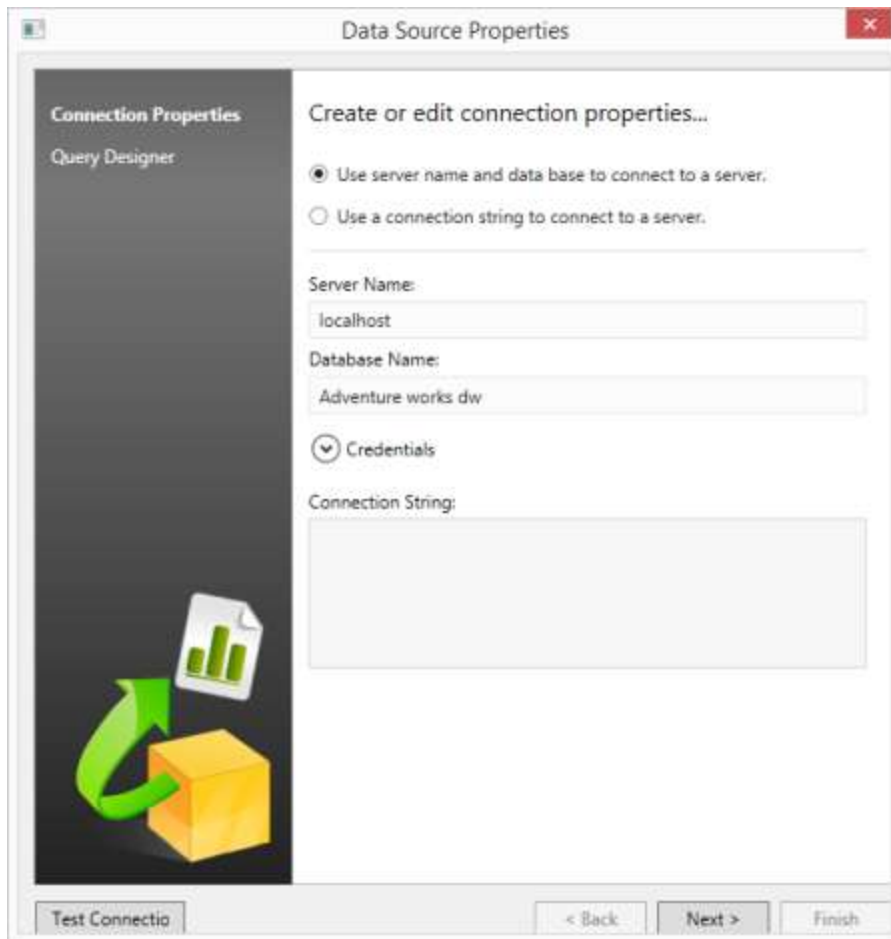 Data Source Properties
Connection Properties
Query Designer
Create or edit connection properties...
Use server name and data base to connect to a server.
Use a connection string to connect to a server.
Server Name:
localhost
Database Name:
Adventure works dw
Credentials
Connection String:
Test Connectio
< Back
Next >
Finish